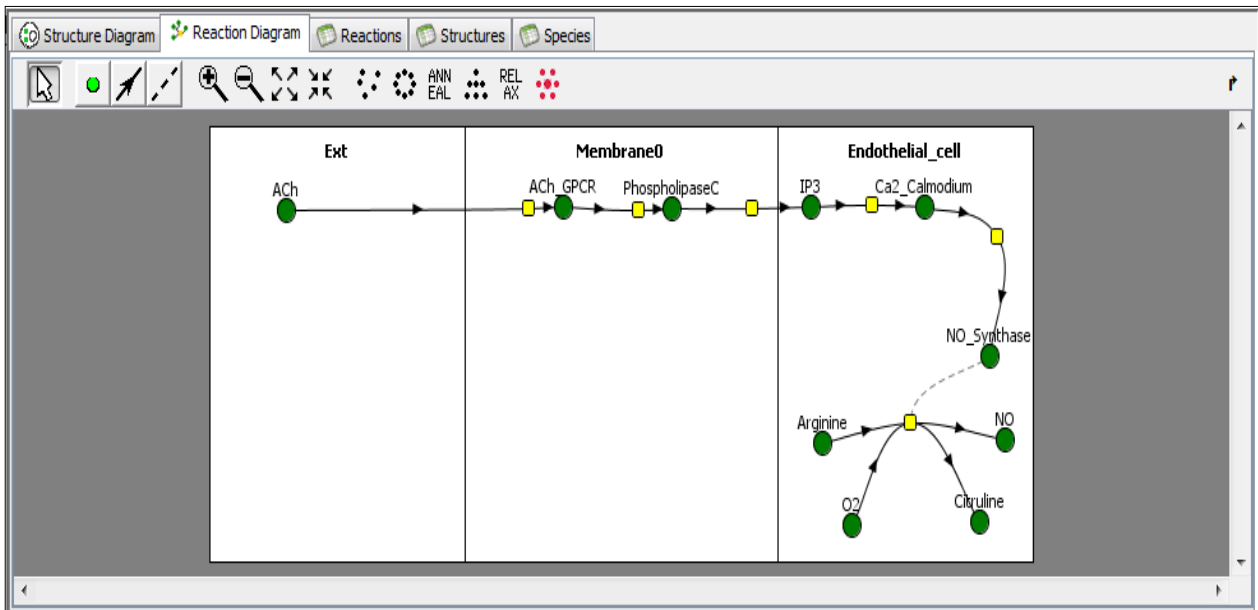 Structure Diagram Reaction Diagram Reactions Structures Species
ANN EAL REL AX
Ext Membrane0 Endothelial_cell
ACh ACh_GPCR PhospholipaseC IP3 Ca2_Calmodium
NO_Synthase
Arginine NO
O2 Citruline